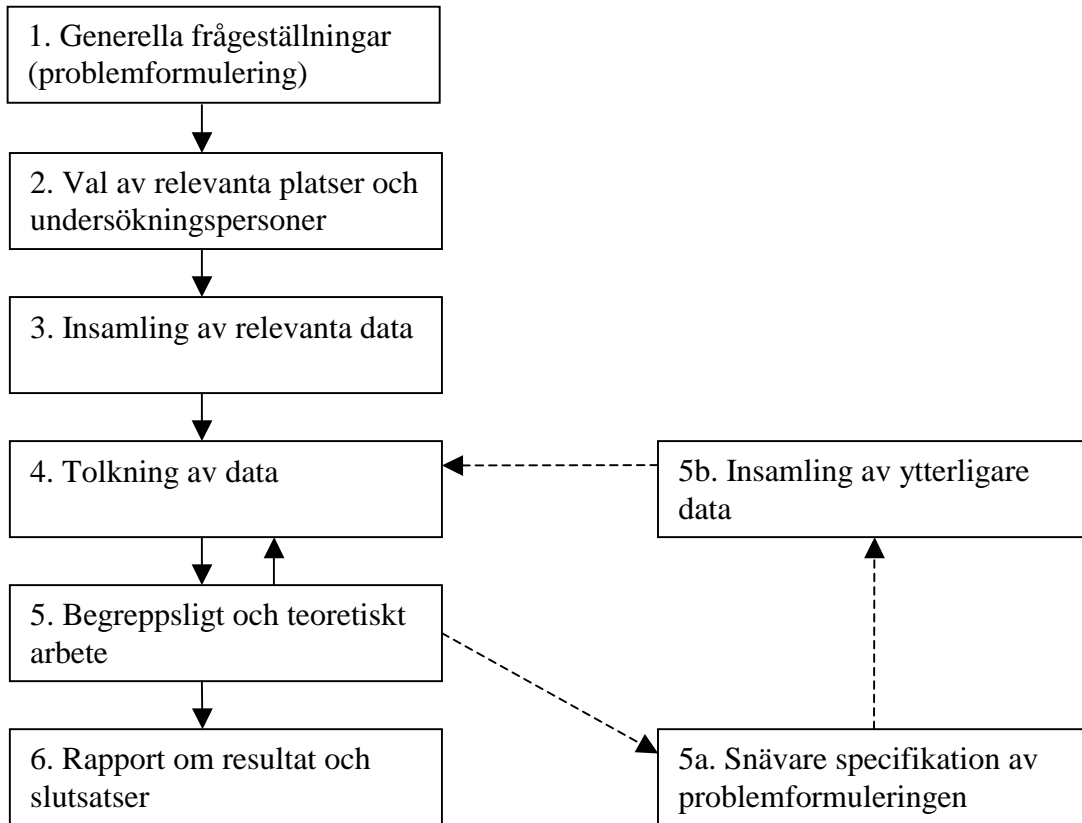 1. Generella frågeställningar
(problemformulering)
2. Val av relevanta platser och
undersökningspersoner
3. Insamling av relevanta data
4. Tolkning av data
5b. Insamling av ytterligare
data
5. Begreppsligt och teoretiskt
arbete
6. Rapport om resultat och
slutsatser
5a. Snävare specifikation av
problemformuleringen